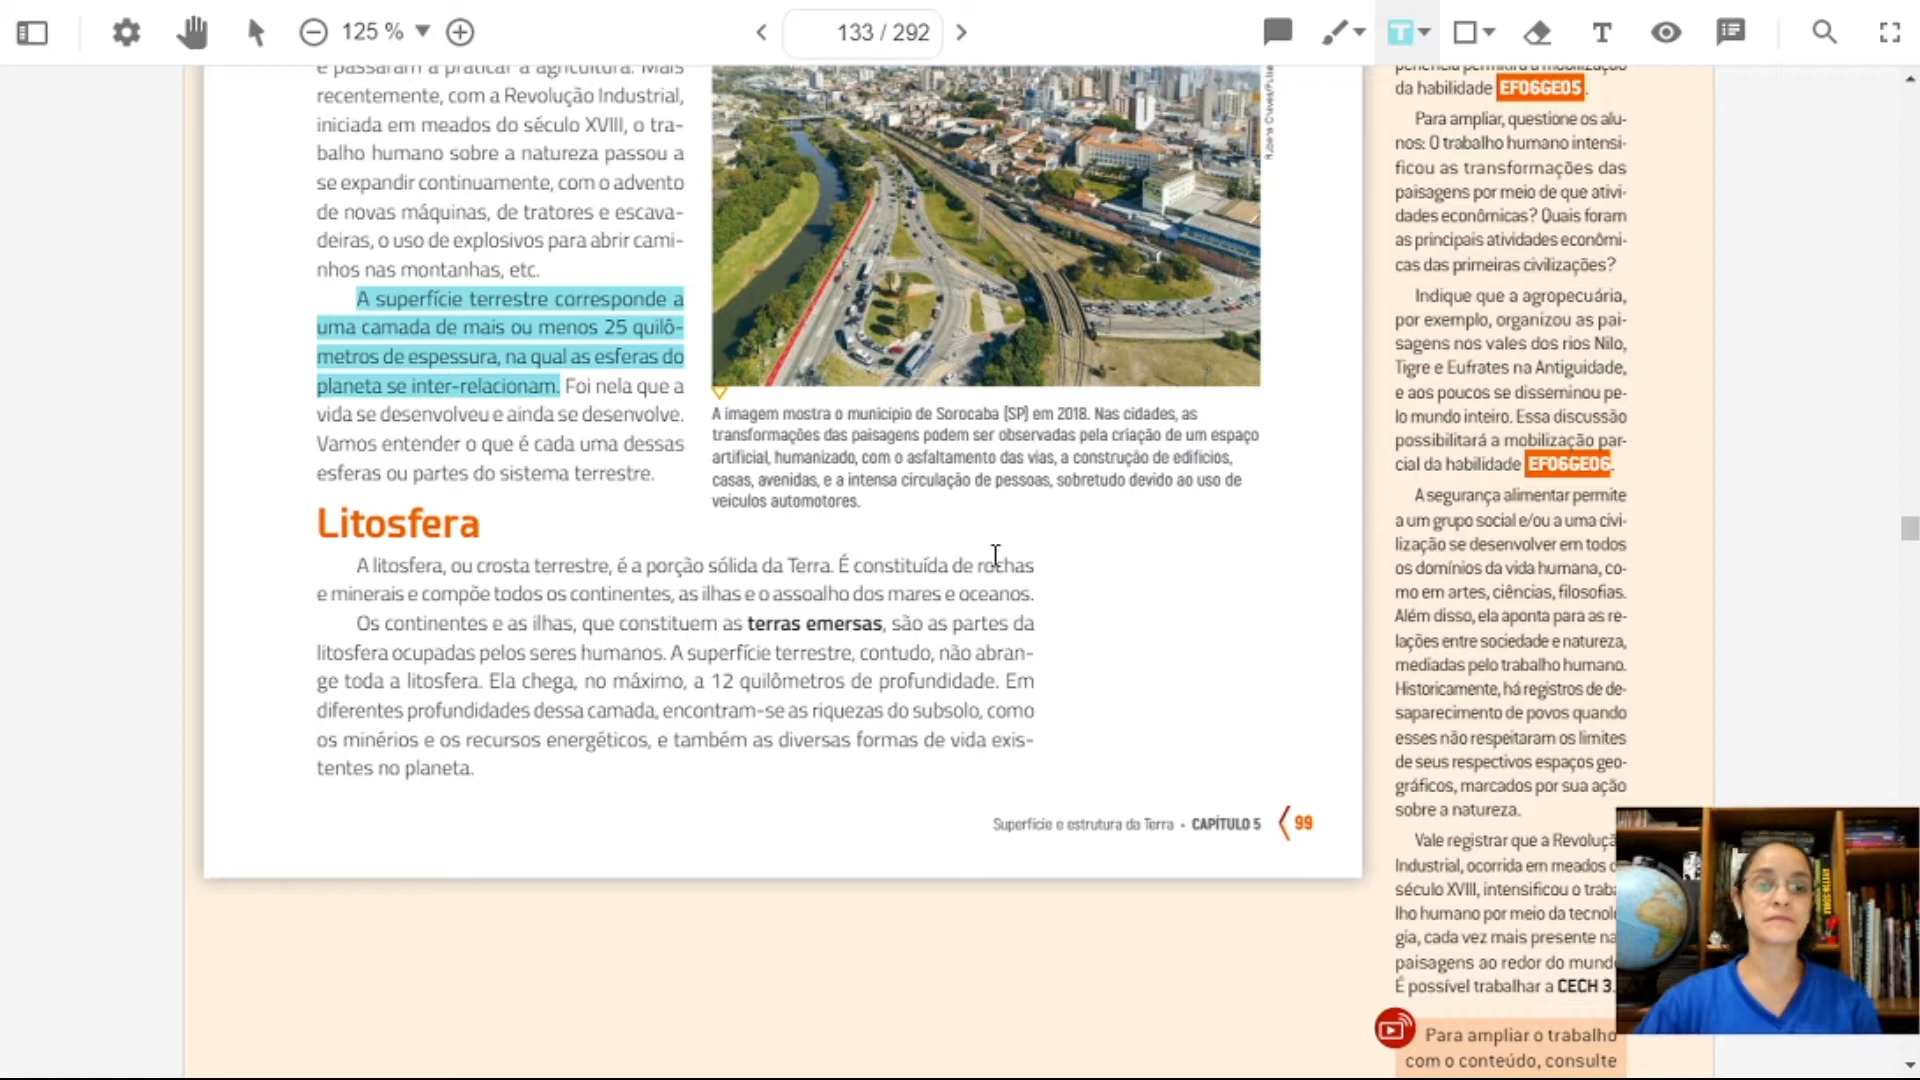 125 %
133 / 292
e passaram a praticar a agricultura. Mais
recentemente, com a Revolução Industrial,
iniciada em meados do século XVIII, o tra-
balho humano sobre a natureza passou a
se expandir continuamente, com o advento
de novas máquinas, de tratores e escava-
deiras, o uso de explosivos para abrir cami-
nhos nas montanhas, etc.
A superfície terrestre corresponde a
uma camada de mais ou menos 25 quilô-
metros de espessura, na qual as esferas do
planeta se inter-relacionam. Foi nela que a
vida se desenvolveu e ainda se desenvolve.
Vamos entender o que é cada uma dessas
esferas ou partes do sistema terrestre.
A imagem mostra o município de Sorocaba (SP) em 2018. Nas cidades, as
transformações das paisagens podem ser observadas pela criação de um espaço
artificial, humanizado, com o asfaltamento das vias, a construção de edifícios,
casas, avenidas, e a intensa circulação de pessoas, sobretudo devido ao uso de
veículos automotores.
Litosfera
A litosfera, ou crosta terrestre, é a porção sólida da Terra. É constituída de rochas
e minerais e compõe todos os continentes, as ilhas e o assoalho dos mares e oceanos.
Os continentes e as ilhas, que constituem as terras emersas, são as partes da
litosfera ocupadas pelos seres humanos. A superfície terrestre, contudo, não abran-
ge toda a litosfera. Ela chega, no máximo, a 12 quilômetros de profundidade. Em
diferentes profundidades dessa camada, encontram-se as riquezas do subsolo, como
os minérios e os recursos energéticos, e também as diversas formas de vida exis-
tentes no planeta.
Superfície e estrutura da Terra • CAPÍTULO 5 99
periência permitirá a mobilização
da habilidade EF06GE05.
Para ampliar, questione os alu-
nos: O trabalho humano intensi-
ficou as transformações das
paisagens por meio de que ativi-
dades econômicas? Quais foram
as principais atividades econômi-
cas das primeiras civilizações?
Indique que a agropecuária,
por exemplo, organizou as pai-
sagens nos vales dos rios Nilo,
Tigre e Eufrates na Antiguidade,
e aos poucos se disseminou pe-
lo mundo inteiro. Essa discussão
possibilitará a mobilização par-
cial da habilidade EF06GE06.
A segurança alimentar permite
a um grupo social e/ou a uma civi-
lização se desenvolver em todos
os domínios da vida humana, co-
mo em artes, ciências, filosofias.
Além disso, ela aponta para as re-
lações entre sociedade e natureza,
mediadas pelo trabalho humano.
Historicamente, há registros de de-
saparecimento de povos quando
esses não respeitaram os limites
de seus respectivos espaços geo-
gráficos, marcados por sua ação
sobre a natureza.
Vale registrar que a Revoluçã
Industrial, ocorrida em meados
século XVIII, intensificou o traba
lho humano por meio da tecnol
gia, cada vez mais presente na
paisagens ao redor do mund
É possível trabalhar a CECH 3.
Para ampliar o trabalho
com o conteúdo, consulte